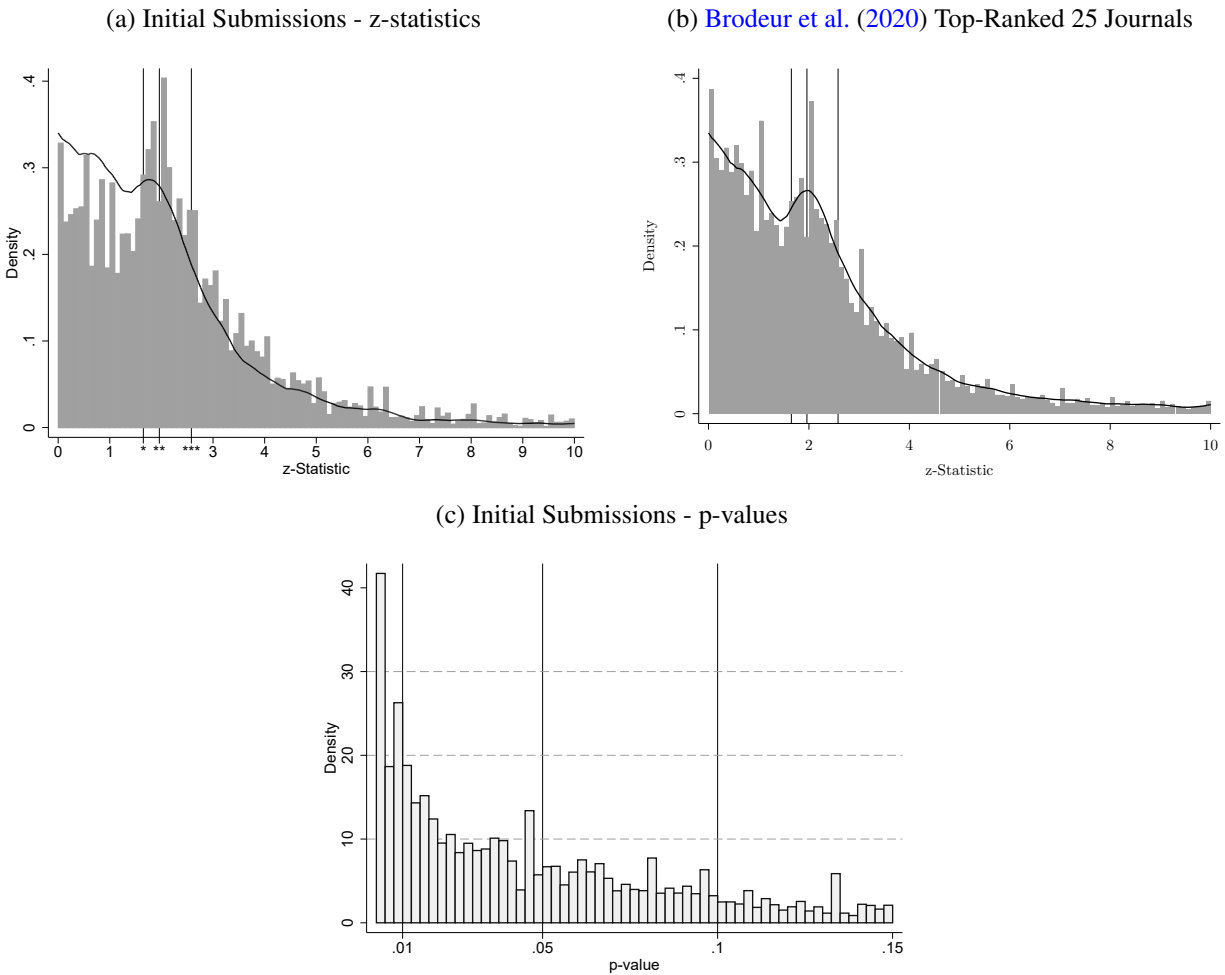 (a) Initial Submissions - z-statistics
(b) Brodeur et al. (2020) Top-Ranked 25 Journals
.4
.3
.2
.1
0
Density
0 1 * ** *** 3 4 5 6 7 8 9 10
z-Statistic
.4
.3
.2
.1
0
Density
0 2 4 6 8 10
z-Statistic
(c) Initial Submissions - p-values
40
30
20
10
0
Density
.01 .05 .1 .15
p-value